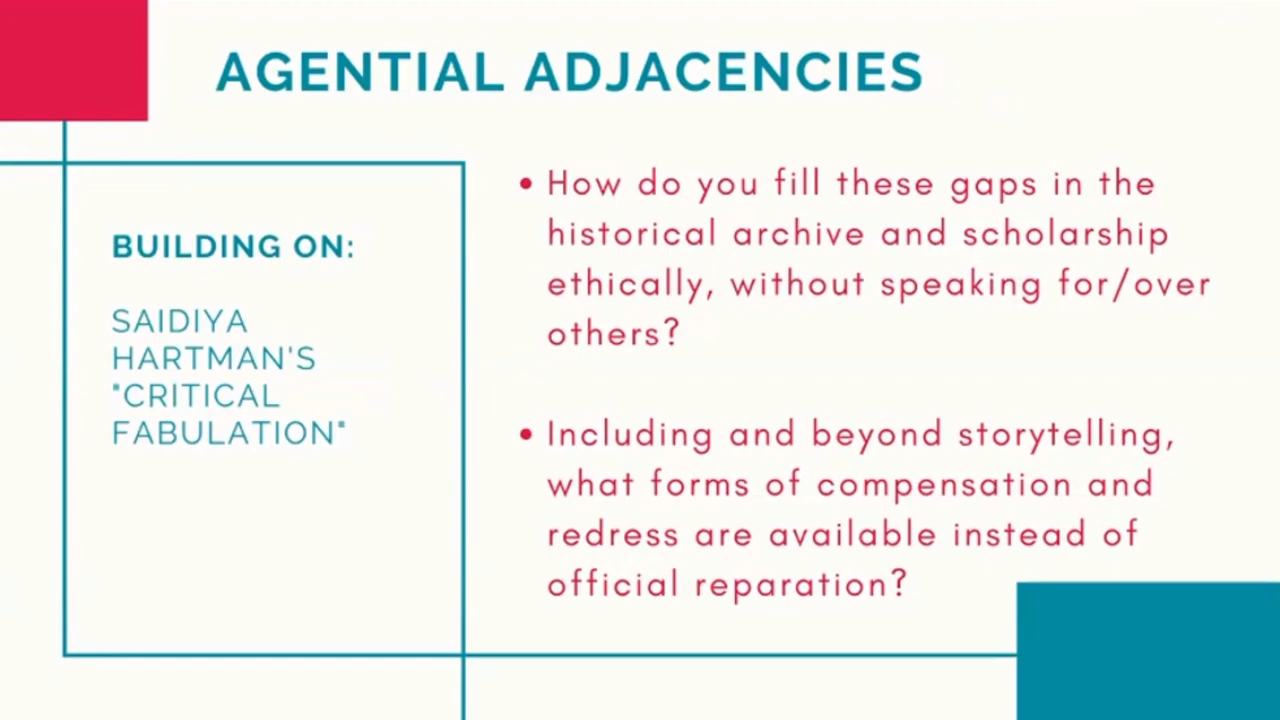 AGENTIAL ADJACENCIES
BUILDING ON:
SAIDIYA
HARTMAN'S
"CRITICAL
FABULATION"
• How do you fill these gaps in the
historical archive and scholarship
ethically, without speaking for/over
others?
• Including and beyond storytelling,
what forms of compensation and
redress are available instead of
official reparation?